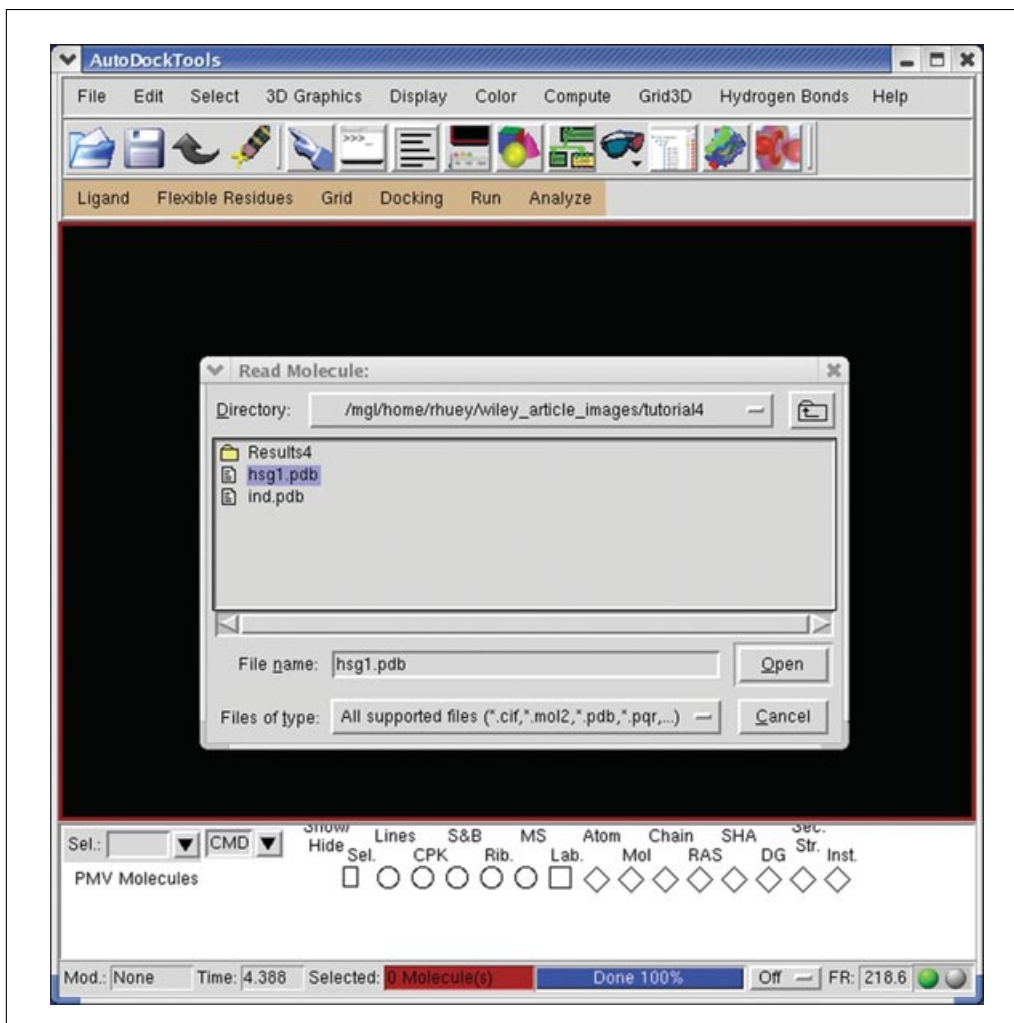 AutoDockTools
File Edit Select 3D Graphics Display Color Compute Grid3D Hydrogen Bonds Help
>>>_
Ligand Flexible Residues Grid Docking Run Analyze
Read Molecule:
Directory: /mgl/home/rhuey/wiley_article_images/tutorial4
Results4
hsg1.pdb
ind.pdb
File name: hsg1.pdb Open
Files of type: All supported files (*.cif,*.mol2,*.pdb,*.pqr,...) Cancel
Sel.: CMD Show/ Hide Sel. Lines CPK S&B Rib. MS Lab. Atom Mol Chain RAS SHA DG Sec. Str. Inst.
PMV Molecules
Mod.: None Time: 4.388 Selected: 0 Molecule(s) Done 100% Off FR: 218.6